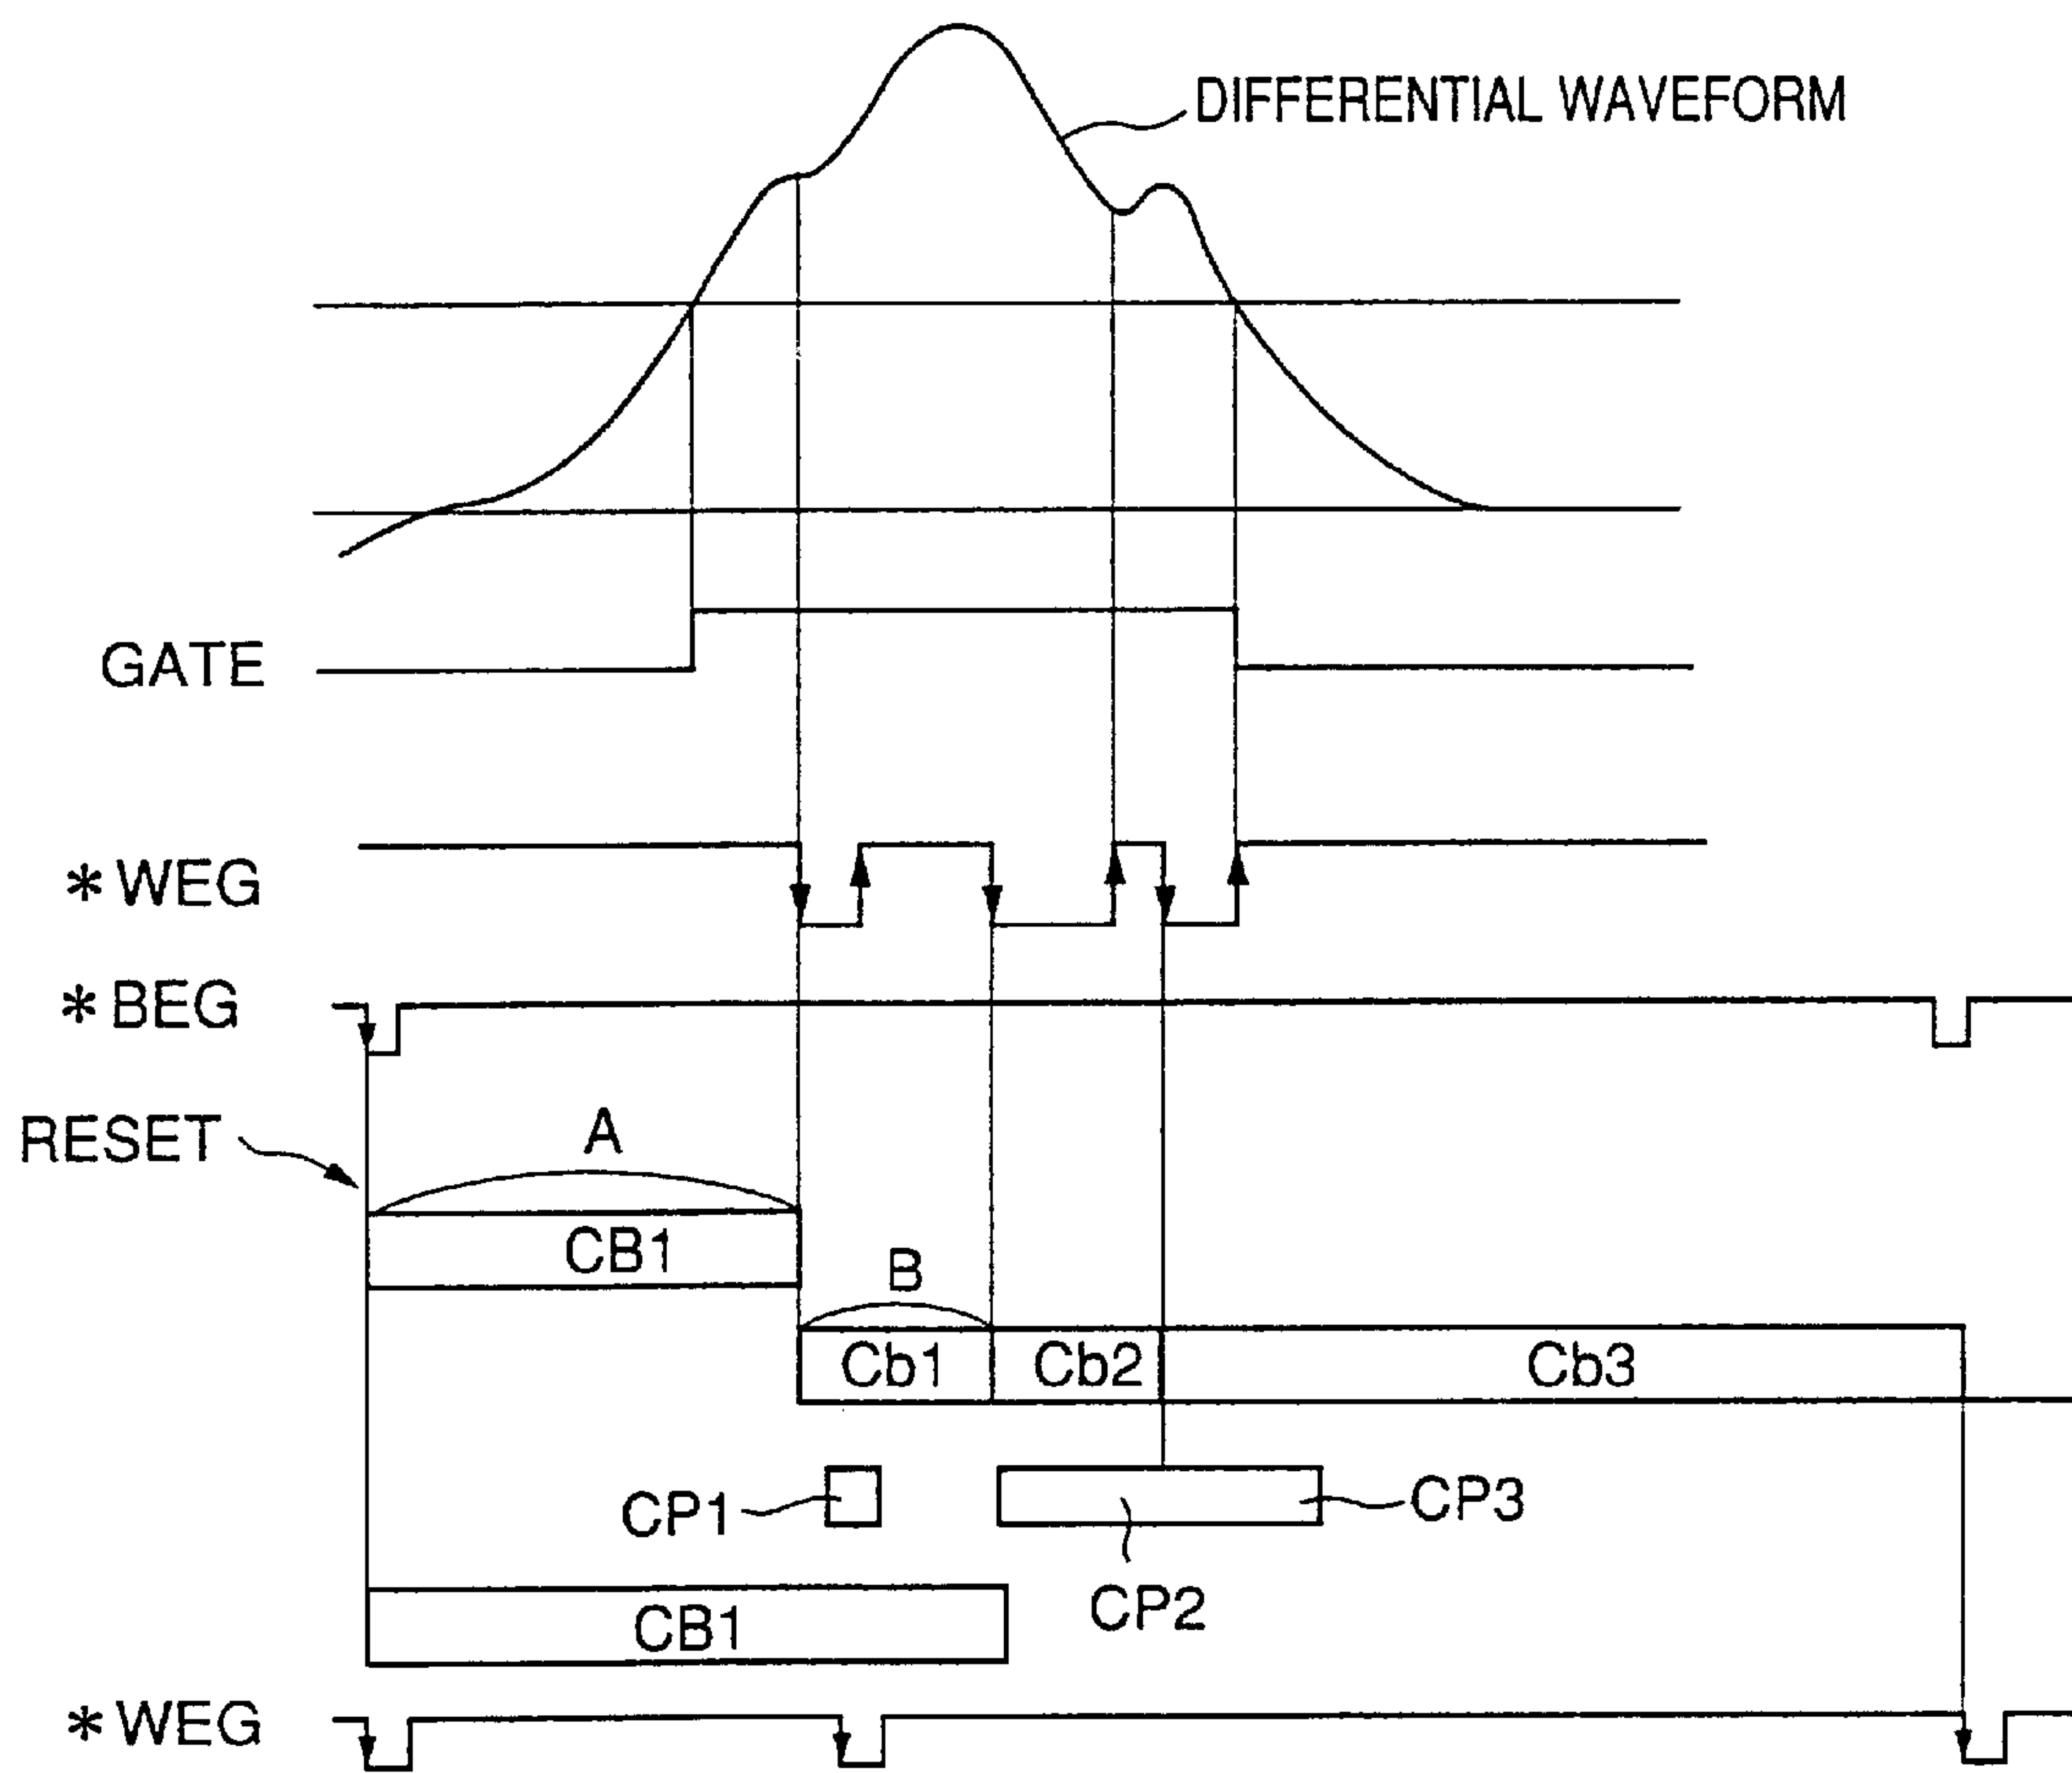 DIFFERENTIAL WAVEFORM
GATE
*WEG
*BEG
RESET
A
CB1
B
Cb1 Cb2 Cb3
CP1 CP3
CP2
CB1
*WEG